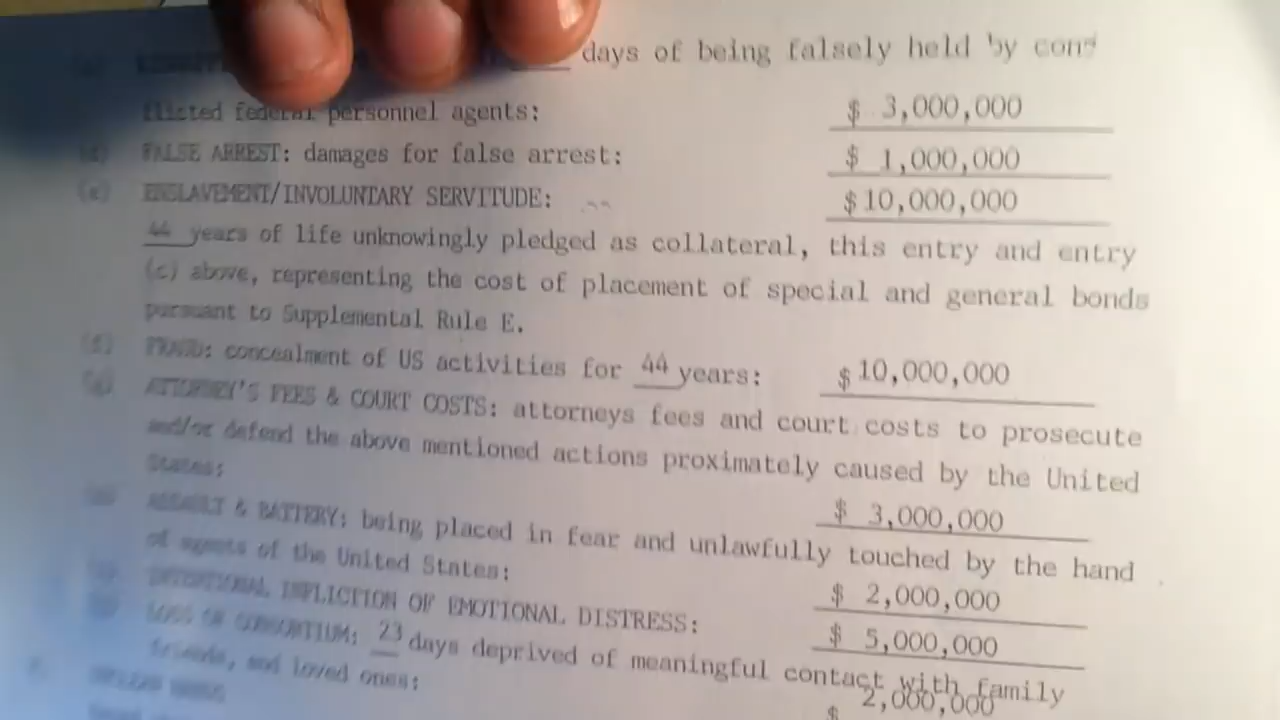 days of being falsely held by
flicted federal personnel agents: $ 3,000,000
(d) FALSE ARREST: damages for false arrest: $ 1,000,000
(e) ENSLAVEMENT/INVOLUNTARY SERVITUDE: $10,000,000
44 years of life unknowingly pledged as collateral, this entry and entry
(c) above, representing the cost of placement of special and general bonds
pursuant to Supplemental Rule E.
(f) FRAUD: concealment of US activities for 44 years: $10,000,000
(g) ATTORNEY'S FEES & COURT COSTS: attorneys fees and court costs to prosecute
and/or defend the above mentioned actions proximately caused by the United
States: $ 3,000,000
ASSAULT & BATTERY: being placed in fear and unlawfully touched by the hand
of agents of the United States: $ 2,000,000
INTENTIONAL INFLICTION OF EMOTIONAL DISTRESS: $ 5,000,000
LOSS OF CONSORTIUM: 23 days deprived of meaningful contact with family
friends, and loved ones: $ 2,000,000